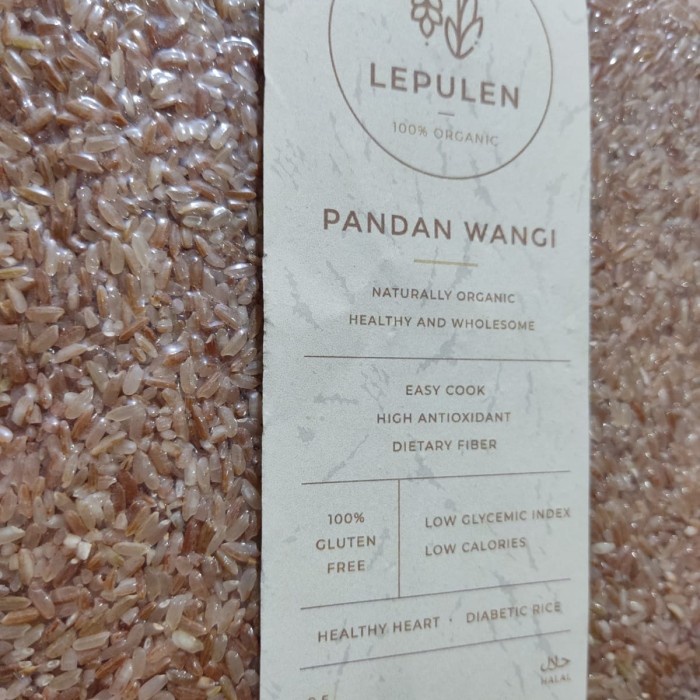 LEPULEN
100% ORGANIC
PANDAN WANGI
NATURALLY ORGANIC
HEALTHY AND WHOLESOME
EASY COOK
HIGH ANTIOXIDANT
DIETARY FIBER
100%
GLUTEN
FREE
LOW GLYCEMIC INDEX
LOW CALORIES
HEALTHY HEART · DIABETIC RICE
حلال
HALAL